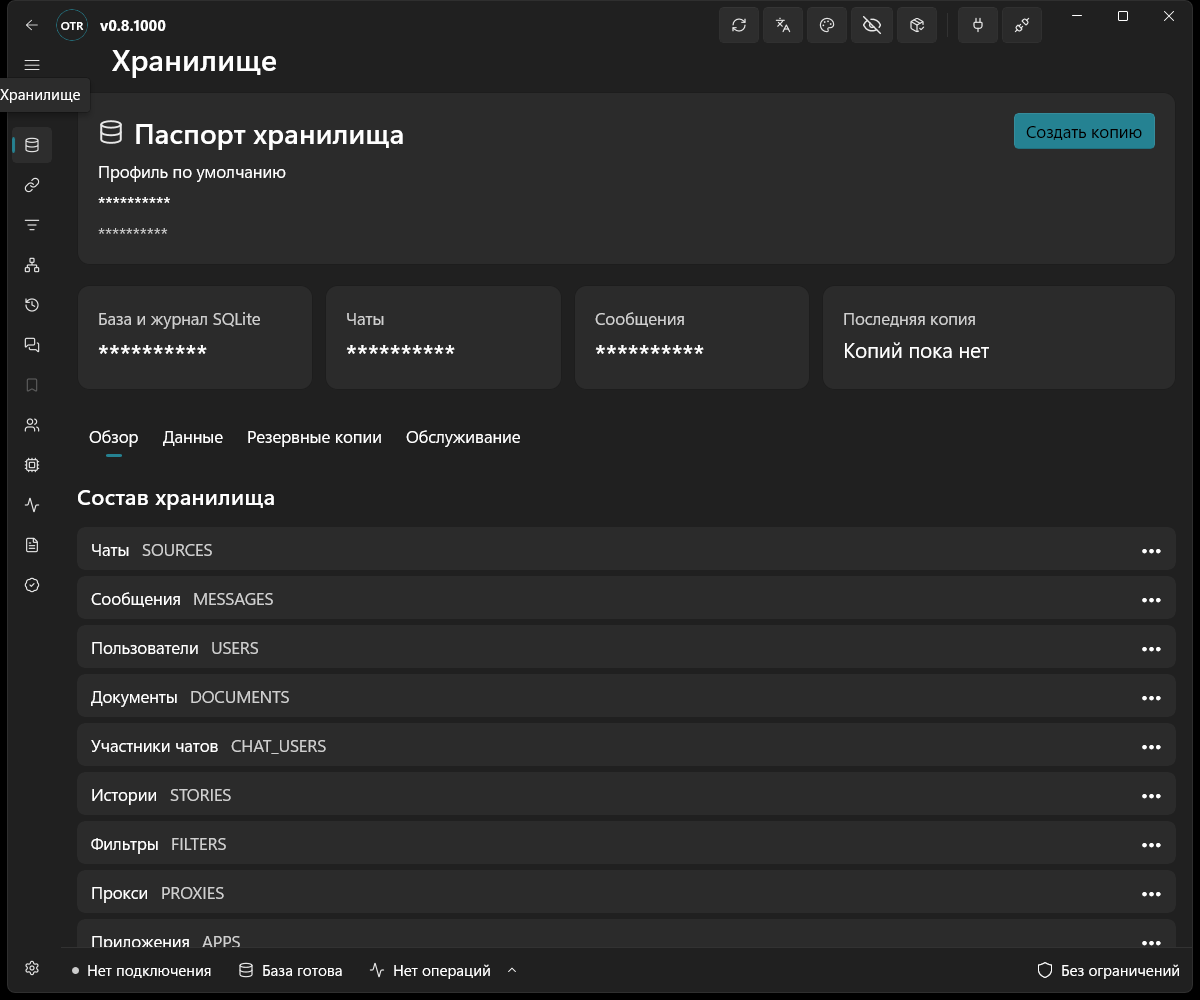 OTR v0.8.1000
Хранилище
Хранилище
Паспорт хранилища
Создать копию
Профиль по умолчанию
**********
**********
База и журнал SQLite
**********
Чаты
**********
Сообщения
**********
Последняя копия
Копий пока нет
Обзор Данные Резервные копии Обслуживание
Состав хранилища
Чаты SOURCES
Сообщения MESSAGES
Пользователи USERS
Документы DOCUMENTS
Участники чатов CHAT_USERS
Истории STORIES
Фильтры FILTERS
Прокси PROXIES
Приложения APPS
Нет подключения База готова Нет операций Без ограничений